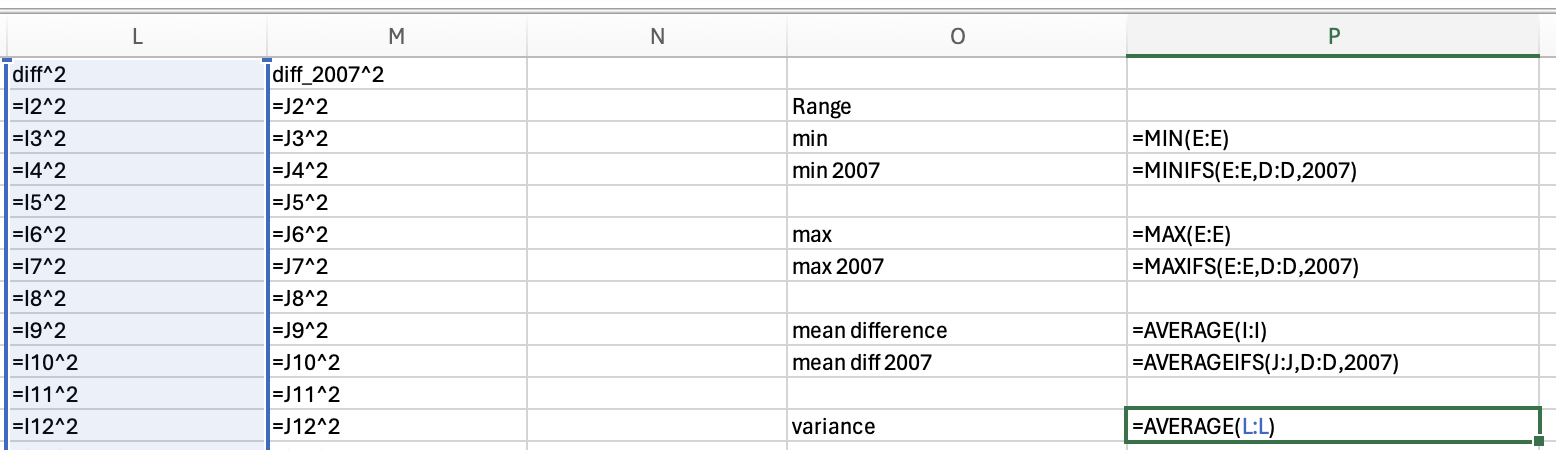 L M N O P
diff^2 diff_2007^2
=I2^2 =J2^2 Range
=I3^2 =J3^2 min =MIN(E:E)
=I4^2 =J4^2 min 2007 =MINIFS(E:E,D:D,2007)
=I5^2 =J5^2
=I6^2 =J6^2 max =MAX(E:E)
=I7^2 =J7^2 max 2007 =MAXIFS(E:E,D:D,2007)
=I8^2 =J8^2
=I9^2 =J9^2 mean difference =AVERAGE(I:I)
=I10^2 =J10^2 mean diff 2007 =AVERAGEIFS(J:J,D:D,2007)
=I11^2 =J11^2
=I12^2 =J12^2 variance =AVERAGE(L:L)